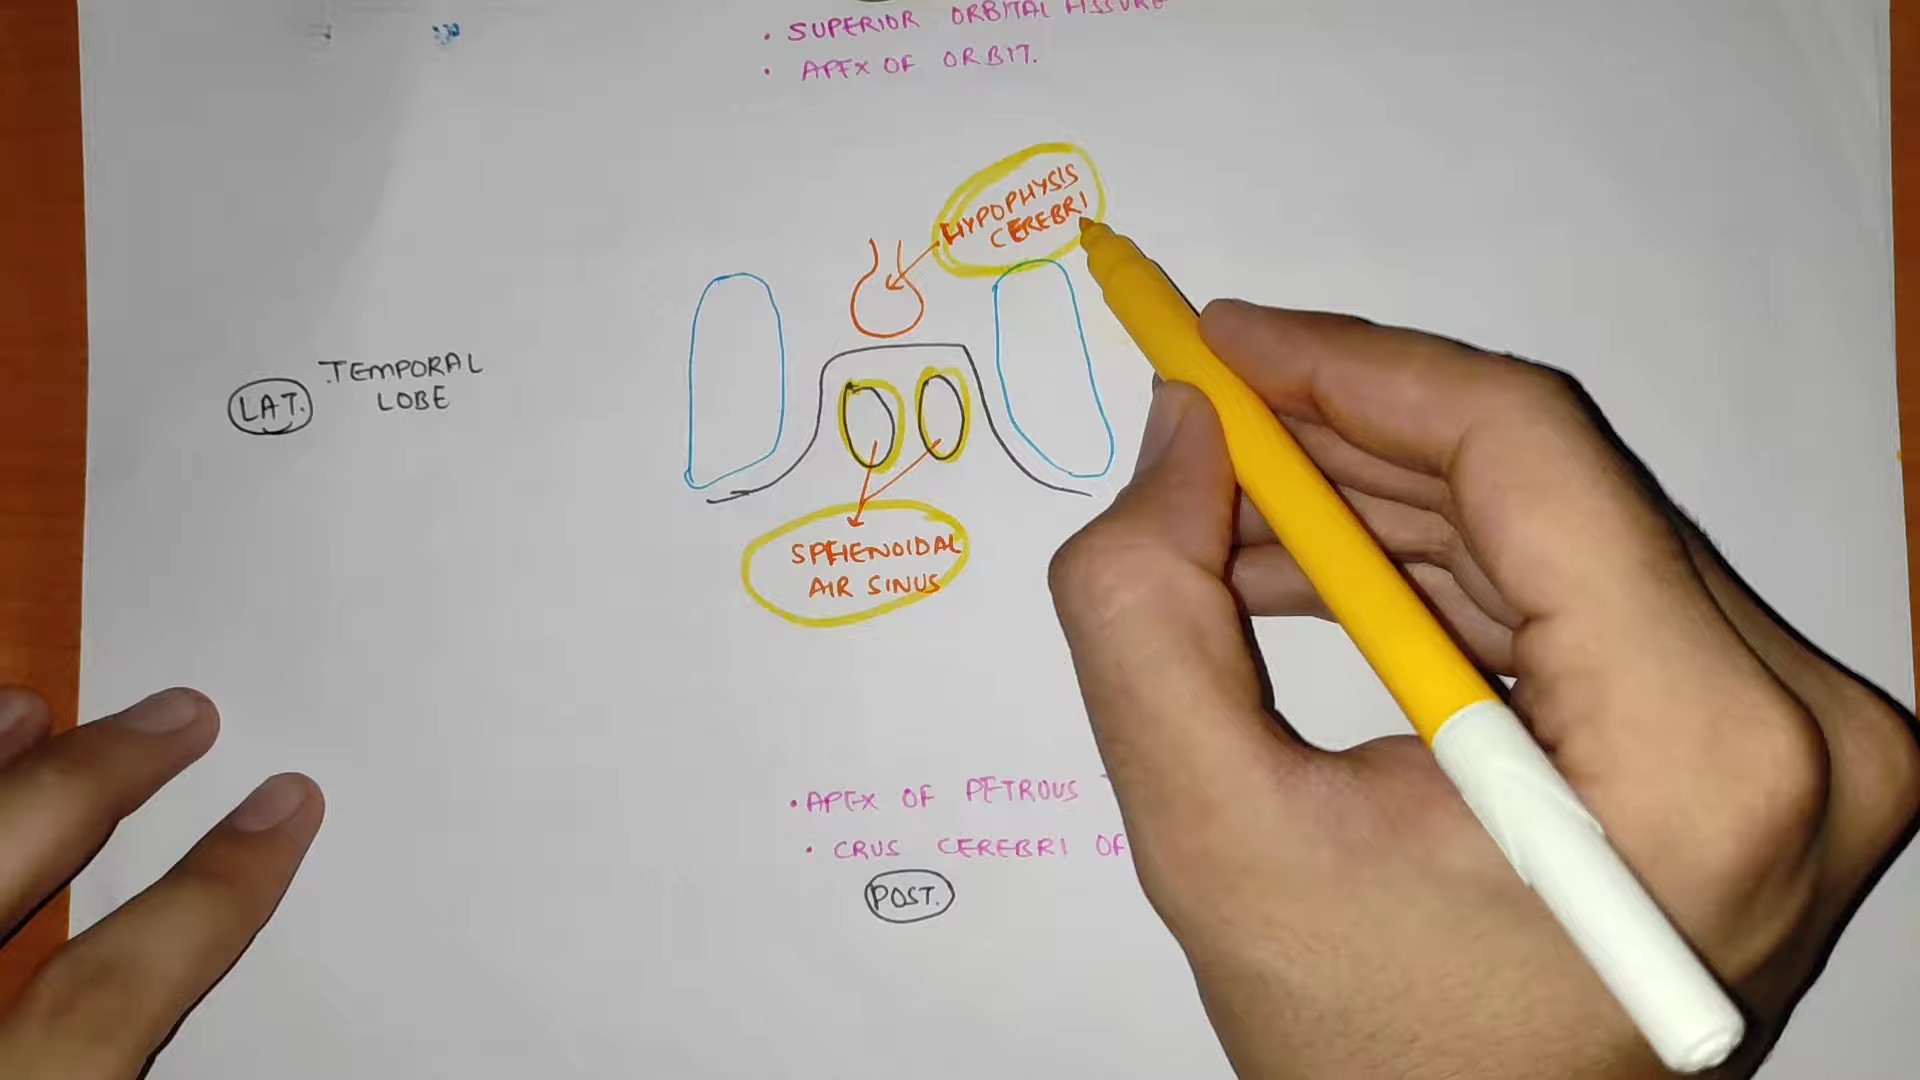 • SUPERIOR ORBITAL FISSURE
• APEX OF ORBIT.
HYPOPHYSIS
CEREBRI
TEMPORAL
LOBE
LAT.
SPHENOIDAL
AIR SINUS
• APEX OF PETROUS
• CRUS CEREBRI OF
POST.